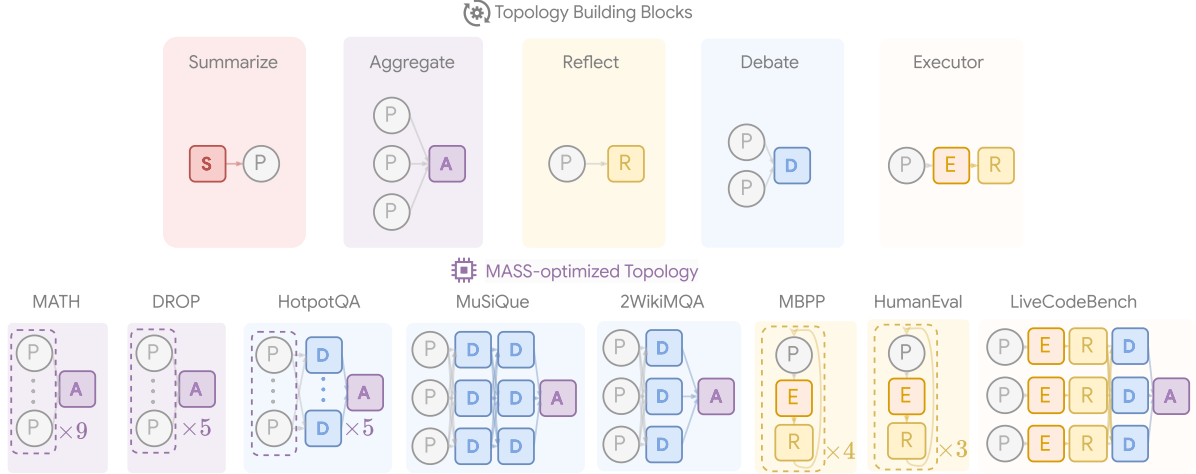 Topology Building Blocks
Summarize Aggregate Reflect Debate Executor
P
P
S P P A P R D P E R
P
P
MASS-optimized Topology
MATH DROP HotpotQA MuSiQue 2WikiMQA MBPP HumanEval LiveCodeBench
P P P D P D D P D P P P E R D
A A A P D D A P D A E E P E R D A
P ×9 P ×5 P D ×5 P D D P D R ×4 R ×3 P E R D